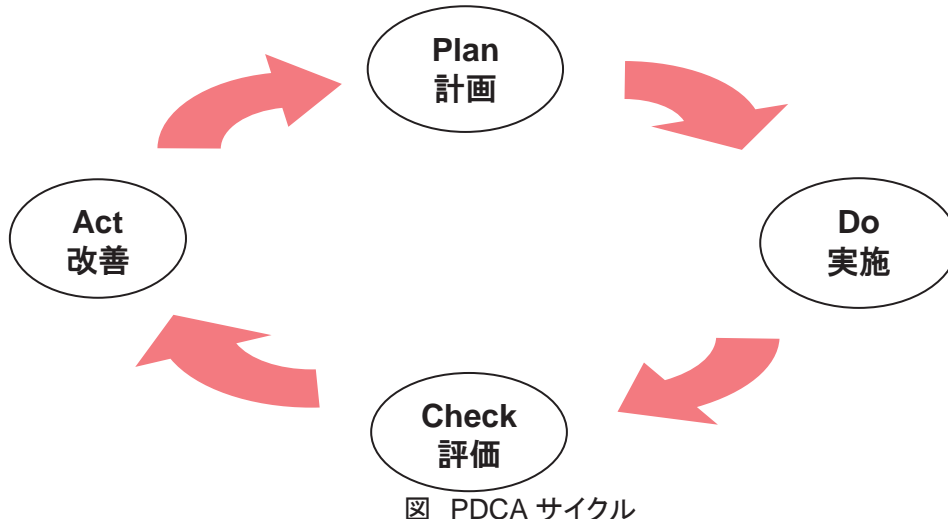 Plan
計画
Do
実施
Check
評価
Act
改善
図 PDCA サイクル